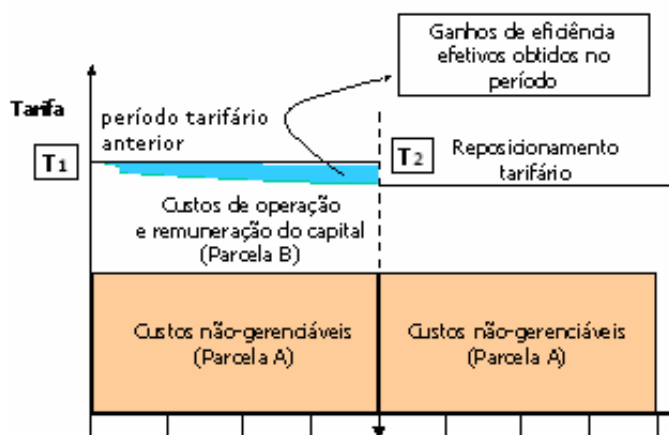 Ganhos de eficiência
efetivos obtidos no
período
Tarifa
período tarifário
anterior
T1
T2
Reposicionamento
tarifário
Custos de operação
e remuneração do capital
(Parcela B)
Custos não-gerenciáveis
(Parcela A)
Custos não-gerenciáveis
(Parcela A)